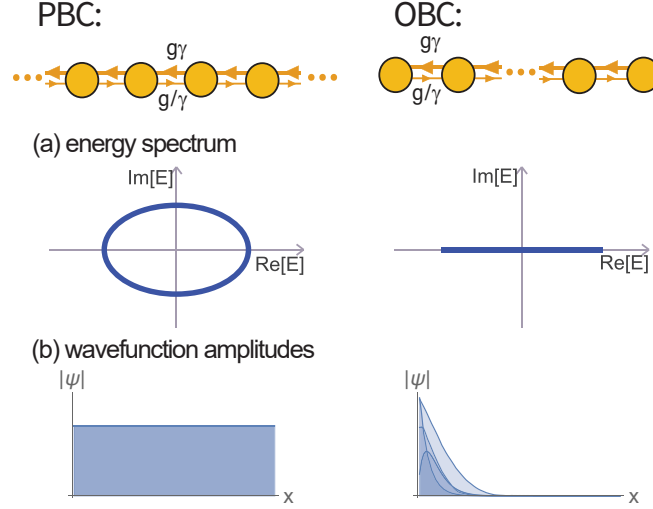 PBC:
OBC:
gγ
g/γ
gγ
g/γ
(a) energy spectrum
Im[E]
Re[E]
Im[E]
Re[E]
(b) wavefunction amplitudes
|ψ|
x
|ψ|
x